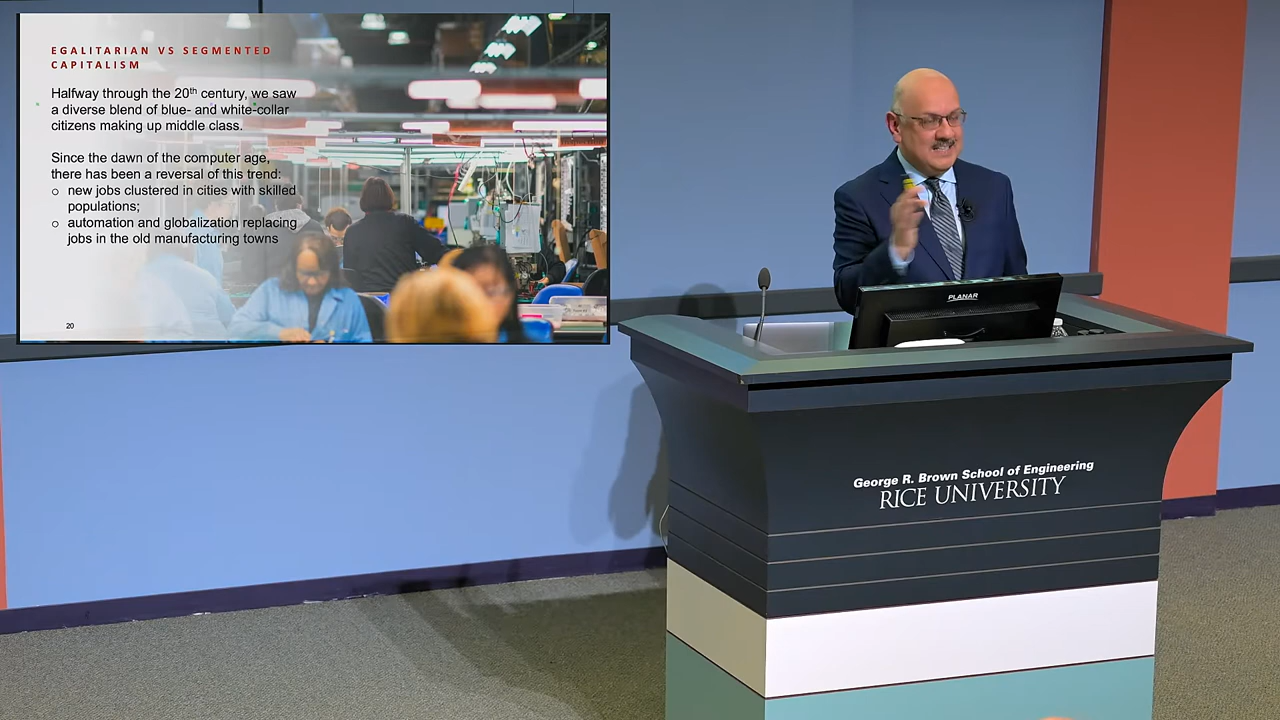 EGALITARIAN VS SEGMENTED
CAPITALISM
Halfway through the 20th century, we saw
a diverse blend of blue- and white-collar
citizens making up middle class.
Since the dawn of the computer age,
there has been a reversal of this trend:
o new jobs clustered in cities with skilled
populations;
o automation and globalization replacing
jobs in the old manufacturing towns
20
PLANAR
George R. Brown School of Engineering
RICE UNIVERSITY